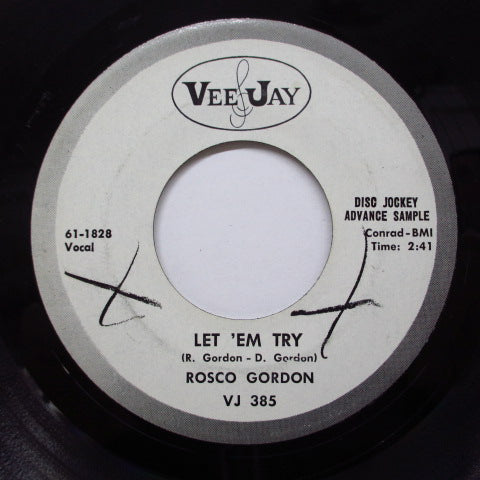 VEE JAY
DISC JOCKEY
ADVANCE SAMPLE
61-1828
Vocal
Conrad-BMI
Time: 2:41
LET 'EM TRY
(R. Gordon - D. Gordon)
ROSCO GORDON
VJ 385